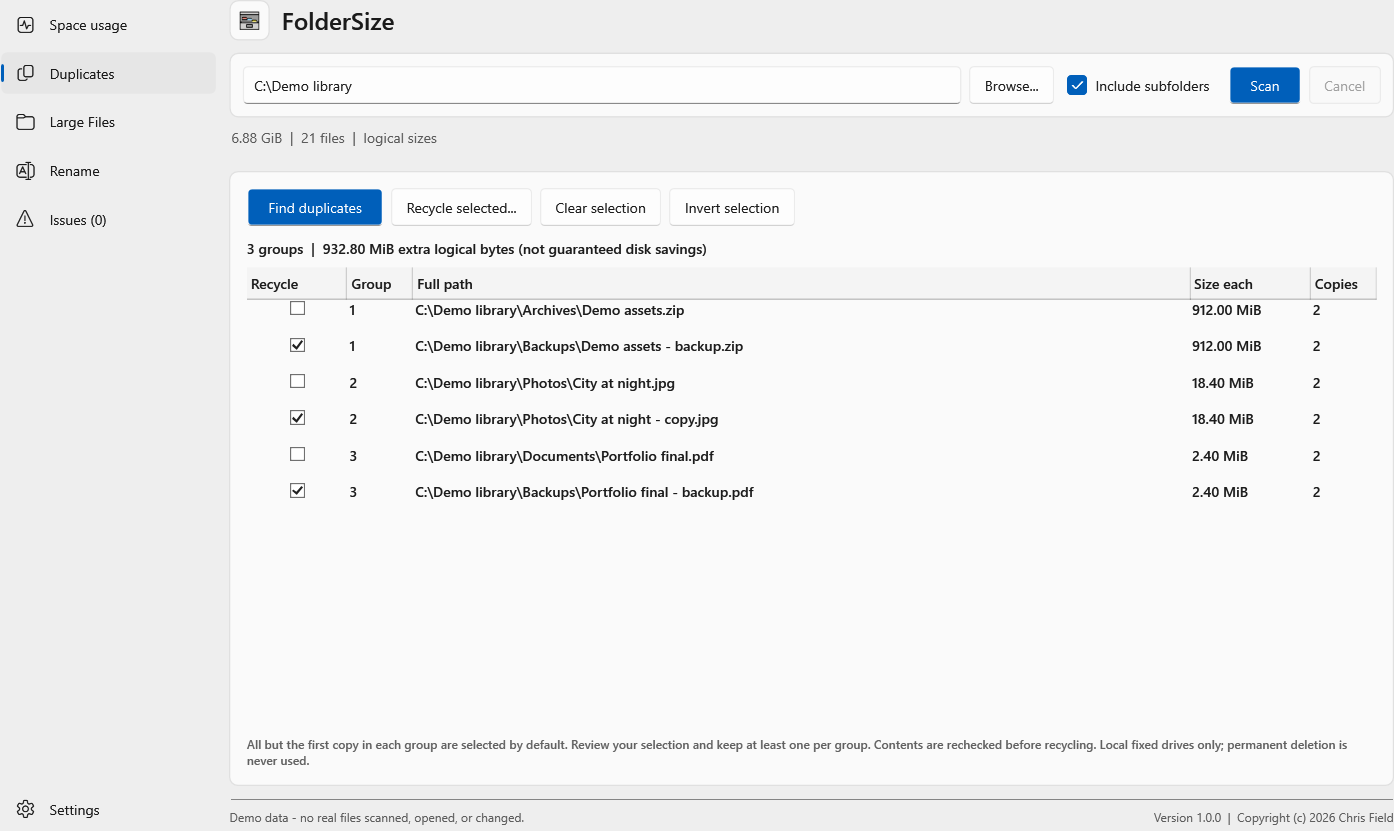 Space usage
Duplicates
Large Files
Rename
Issues (0)
Settings
FolderSize
C:\Demo library
Browse...
Include subfolders
Scan
Cancel
6.88 GiB | 21 files | logical sizes
Find duplicates
Recycle selected...
Clear selection
Invert selection
3 groups | 932.80 MiB extra logical bytes (not guaranteed disk savings)
Recycle Group Full path Size each Copies
1 C:\Demo library\Archives\Demo assets.zip 912.00 MiB 2
1 C:\Demo library\Backups\Demo assets - backup.zip 912.00 MiB 2
2 C:\Demo library\Photos\City at night.jpg 18.40 MiB 2
2 C:\Demo library\Photos\City at night - copy.jpg 18.40 MiB 2
3 C:\Demo library\Documents\Portfolio final.pdf 2.40 MiB 2
3 C:\Demo library\Backups\Portfolio final - backup.pdf 2.40 MiB 2
All but the first copy in each group are selected by default. Review your selection and keep at least one per group. Contents are rechecked before recycling. Local fixed drives only; permanent deletion is
never used.
Demo data - no real files scanned, opened, or changed.
Version 1.0.0 | Copyright (c) 2026 Chris Field